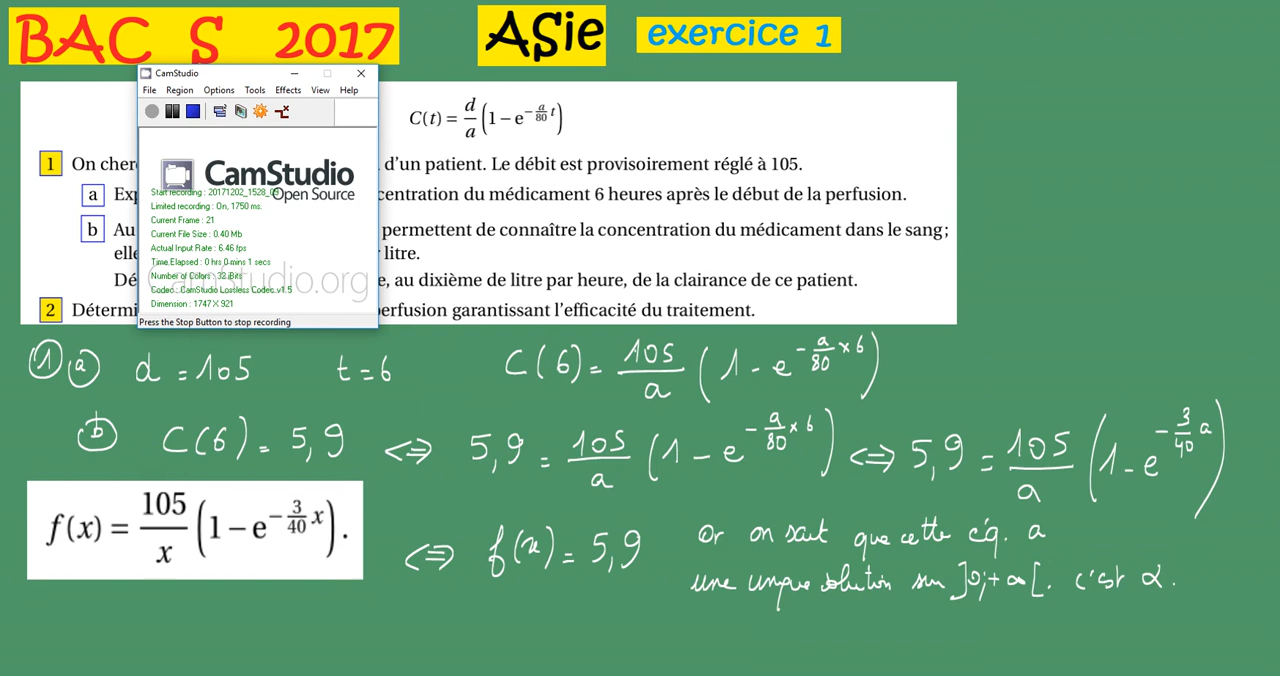 BAC S 2017 ASie exercice 1
CamStudio
File Region Options Tools Effects View Help
C(t) = d/a (1 − e^(−a/80 t))
1 On cher d'un patient. Le débit est provisoirement réglé à 105.
CamStudio
Open Source
a Exp centration du médicament 6 heures après le début de la perfusion.
Start recording : 20171202_1528_0
Limited recording : On, 1750 ms.
Current Frame : 21
b Au permettent de connaître la concentration du médicament dans le sang;
Current File Size : 0.40 Mb
Actual Input Rate : 6.46 fps
elle r litre.
Time Elapsed : 0 hrs 0 mins 1 secs
CamStudio.org
Number of Colors : 32 Bits
Dé e, au dixième de litre par heure, de la clairance de ce patient.
Codec : CamStudio Lossless Codec v1.5
Dimension : 1747 X 921
2 Détermi perfusion garantissant l'efficacité du traitement.
Press the Stop Button to stop recording
1 a d = 105 t = 6 C(6) = 105/a (1 − e^(−a/80 × 6))
b C(6) = 5,9 <=> 5,9 = 105/a (1 − e^(−a/80 × 6)) <=> 5,9 = 105/a (1 − e^(−3/40 a))
f(x) = 105/x (1 − e^(−3/40 x)).
<=> f(x) = 5,9 Or on sait que cette éq. a
une unique solution sur ]0;+∞[. c'est α.